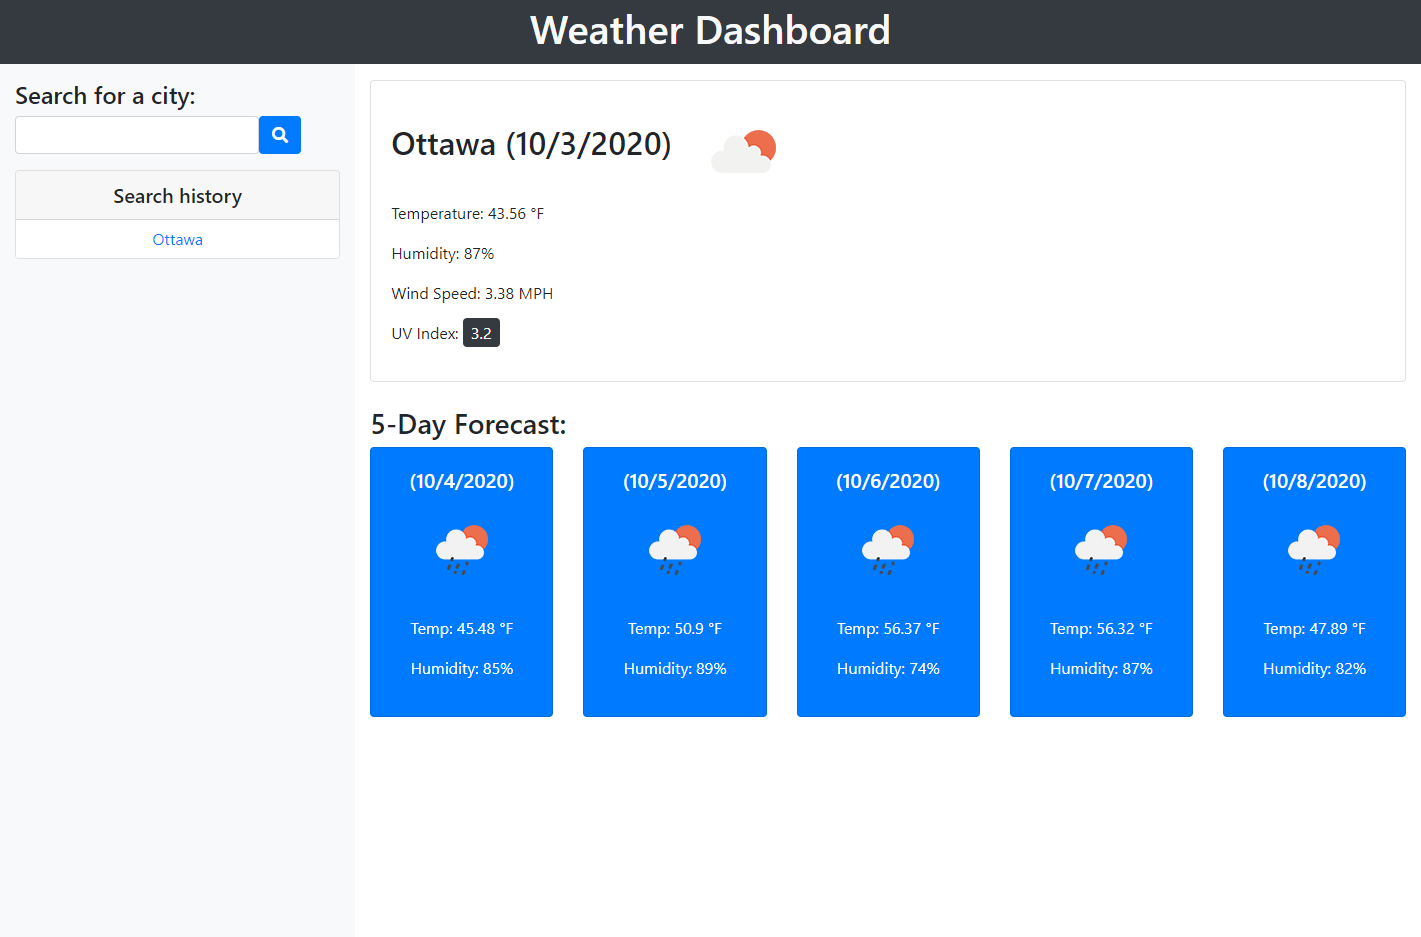 Weather Dashboard
Search for a city:
Search history
Ottawa
Ottawa (10/3/2020)
Temperature: 43.56 °F
Humidity: 87%
Wind Speed: 3.38 MPH
UV Index: 3.2
5-Day Forecast:
(10/4/2020)
Temp: 45.48 °F
Humidity: 85%
(10/5/2020)
Temp: 50.9 °F
Humidity: 89%
(10/6/2020)
Temp: 56.37 °F
Humidity: 74%
(10/7/2020)
Temp: 56.32 °F
Humidity: 87%
(10/8/2020)
Temp: 47.89 °F
Humidity: 82%